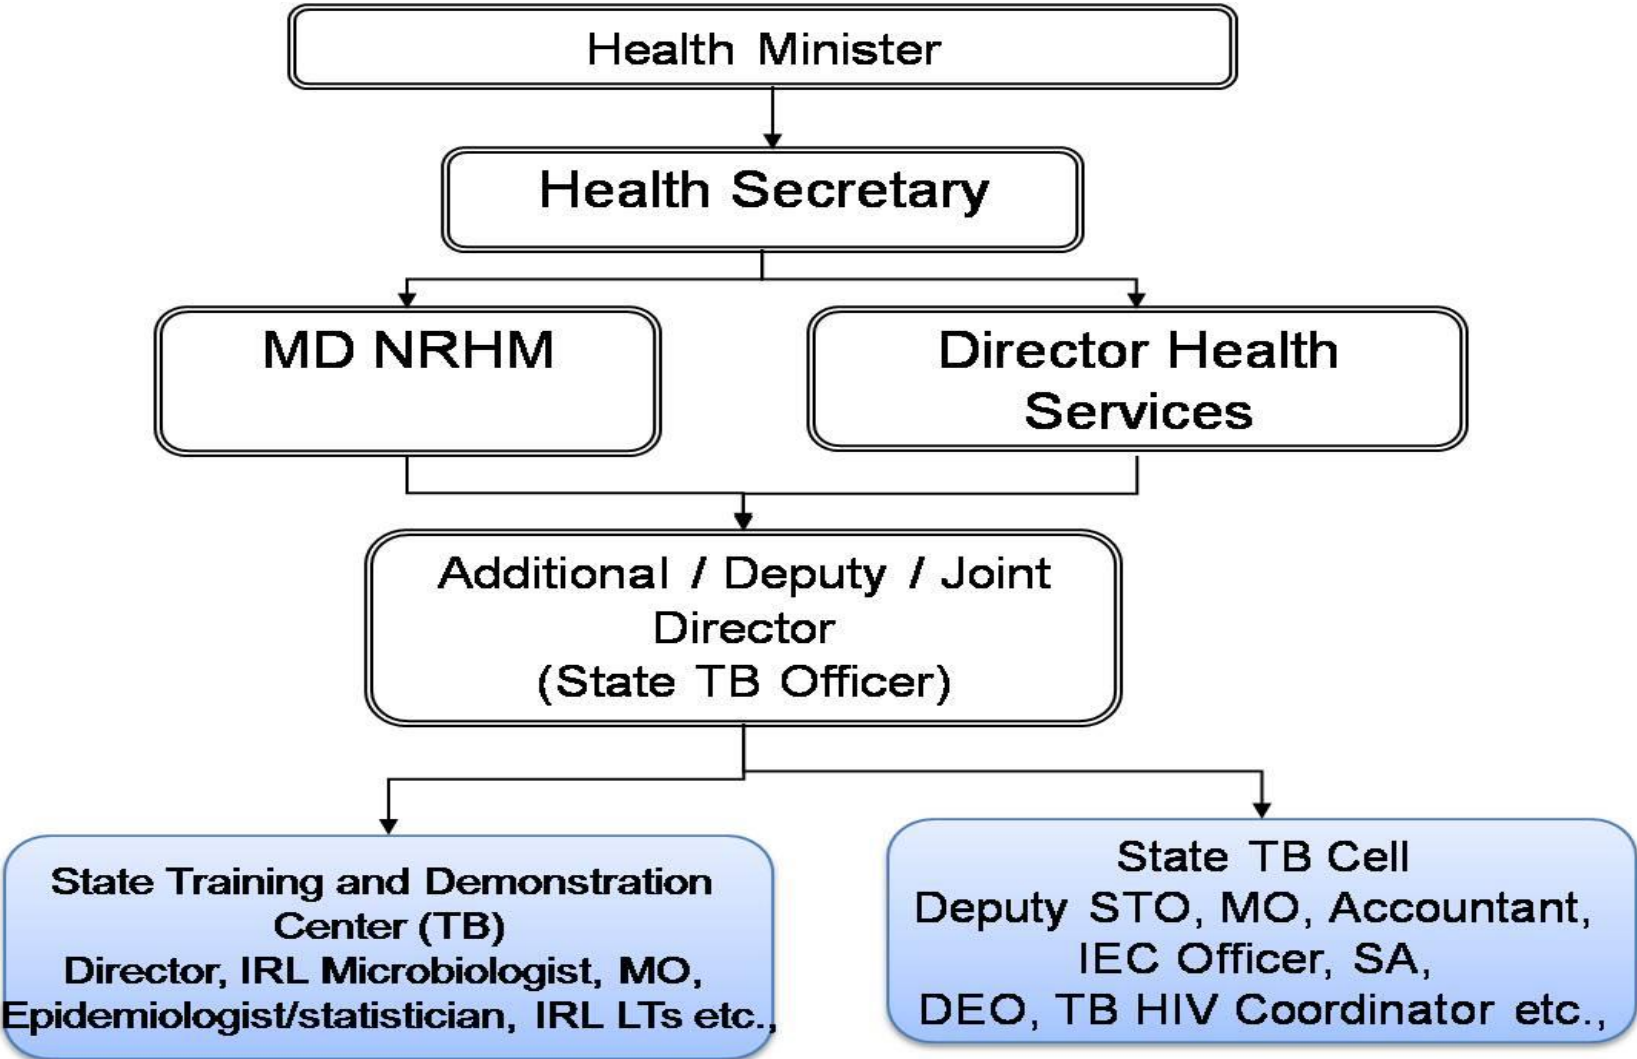 Health Minister
Health Secretary
MD NRHM
Director Health
Services
Additional / Deputy / Joint
Director
(State TB Officer)
State Training and Demonstration
Center (TB)
Director, IRL Microbiologist, MO,
Epidemiologist/statistician, IRL LTs etc.,
State TB Cell
Deputy STO, MO, Accountant,
IEC Officer, SA,
DEO, TB HIV Coordinator etc.,